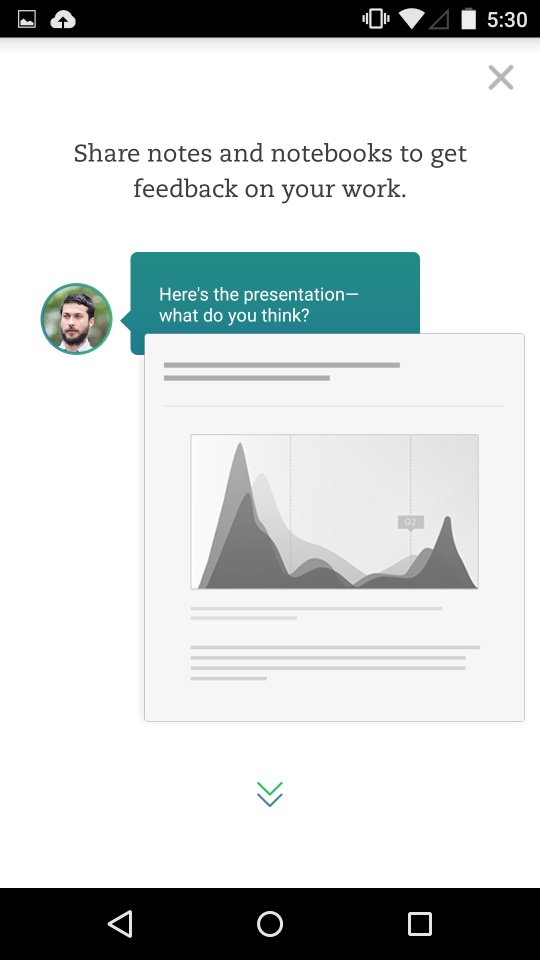 5:30
Share notes and notebooks to get
feedback on your work.
Here's the presentation—
what do you think?
Q2